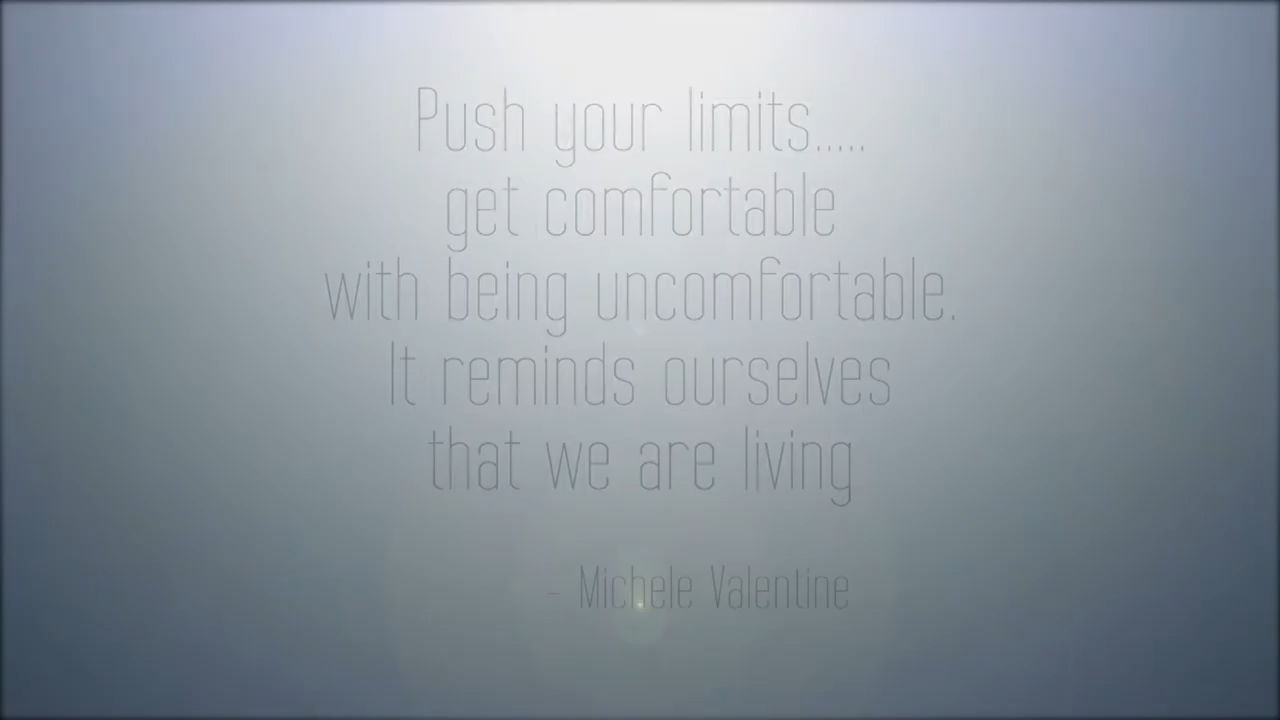 Push your limits.....
get comfortable
with being uncomfortable.
It reminds ourselves
that we are living
- Michele Valentine